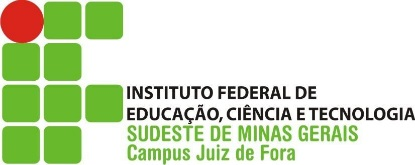 INSTITUTO FEDERAL DE
EDUCAÇÃO, CIÊNCIA E TECNOLOGIA
SUDESTE DE MINAS GERAIS
Campus Juiz de Fora